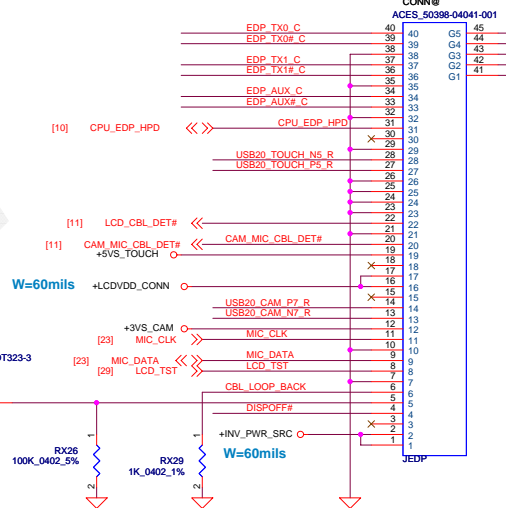 CONN@
ACES_50398-04041-001
EDP_TX0_C 40 40 G5 45
EDP_TX0#_C 39 39 G4 44
38 38 G3 43
EDP_TX1_C 37 37 G2 42
EDP_TX1#_C 36 36 G1 41
35 35
EDP_AUX_C 34 34
EDP_AUX#_C 33 33
32 32
[10] CPU_EDP_HPD CPU_EDP_HPD 31 31
30 30
29 29
USB20_TOUCH_N5_R 28 28
USB20_TOUCH_P5_R 27 27
26 26
25 25
24 24
23 23
[11] LCD_CBL_DET# 22 22
21 21
[11] CAM_MIC_CBL_DET# CAM_MIC_CBL_DET# 20 20
+5VS_TOUCH 19 19
18 18
17 17
W=60mils +LCDVDD_CONN 16 16
15 15
USB20_CAM_P7_R 14 14
USB20_CAM_N7_R 13 13
+3VS_CAM 12 12
[23] MIC_CLK MIC_CLK 11 11
10 10
OT323-3 [23] MIC_DATA MIC_DATA 9 9
[29] LCD_TST LCD_TST 8 8
7 7
CBL_LOOP_BACK 6 6
5 5
DISPOFF# 4 4
3 3
+INV_PWR_SRC 2 2
1 1
W=60mils
JEDP
1 1
RX26 RX29
100K_0402_5% 1K_0402_1%
2 2